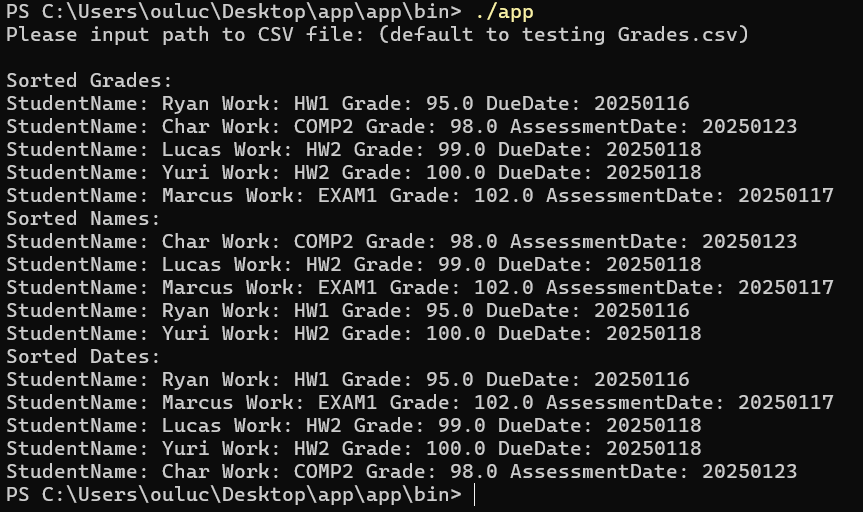 PS C:\Users\ouluc\Desktop\app\app\bin> ./app
Please input path to CSV file: (default to testing Grades.csv)
Sorted Grades:
StudentName: Ryan Work: HW1 Grade: 95.0 DueDate: 20250116
StudentName: Char Work: COMP2 Grade: 98.0 AssessmentDate: 20250123
StudentName: Lucas Work: HW2 Grade: 99.0 DueDate: 20250118
StudentName: Yuri Work: HW2 Grade: 100.0 DueDate: 20250118
StudentName: Marcus Work: EXAM1 Grade: 102.0 AssessmentDate: 20250117
Sorted Names:
StudentName: Char Work: COMP2 Grade: 98.0 AssessmentDate: 20250123
StudentName: Lucas Work: HW2 Grade: 99.0 DueDate: 20250118
StudentName: Marcus Work: EXAM1 Grade: 102.0 AssessmentDate: 20250117
StudentName: Ryan Work: HW1 Grade: 95.0 DueDate: 20250116
StudentName: Yuri Work: HW2 Grade: 100.0 DueDate: 20250118
Sorted Dates:
StudentName: Ryan Work: HW1 Grade: 95.0 DueDate: 20250116
StudentName: Marcus Work: EXAM1 Grade: 102.0 AssessmentDate: 20250117
StudentName: Lucas Work: HW2 Grade: 99.0 DueDate: 20250118
StudentName: Yuri Work: HW2 Grade: 100.0 DueDate: 20250118
StudentName: Char Work: COMP2 Grade: 98.0 AssessmentDate: 20250123
PS C:\Users\ouluc\Desktop\app\app\bin>